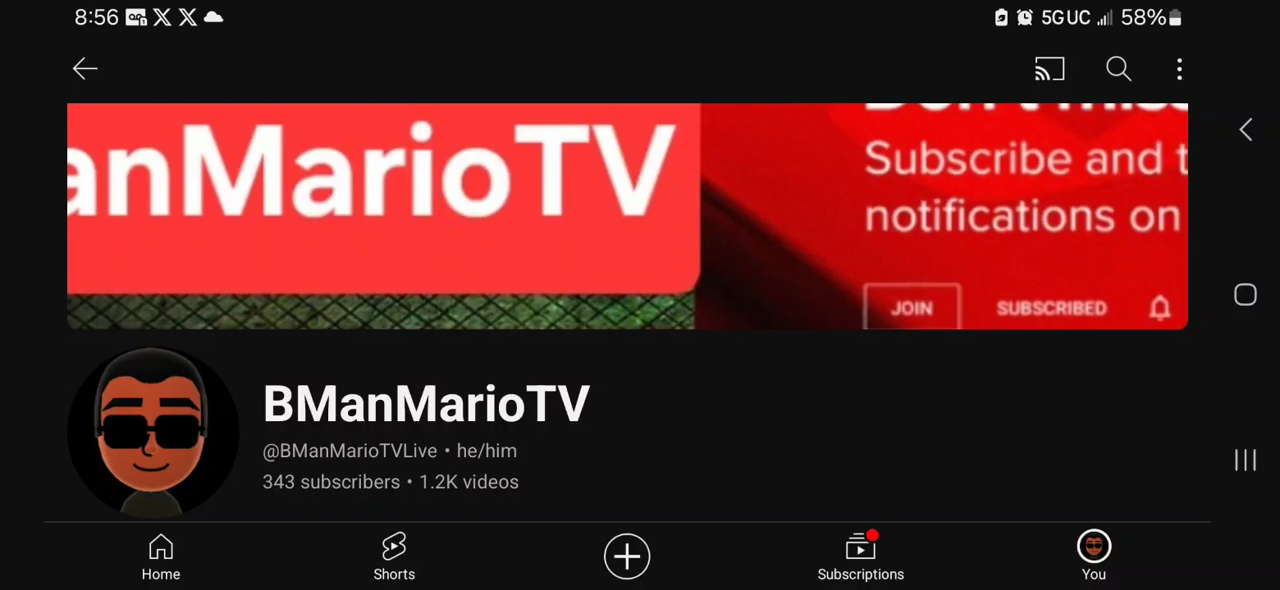 8:56
5G UC 58%
anMarioTV
Subscribe and t
notifications on
JOIN SUBSCRIBED
BManMarioTV
@BManMarioTVLive • he/him
343 subscribers • 1.2K videos
Home Shorts Subscriptions You